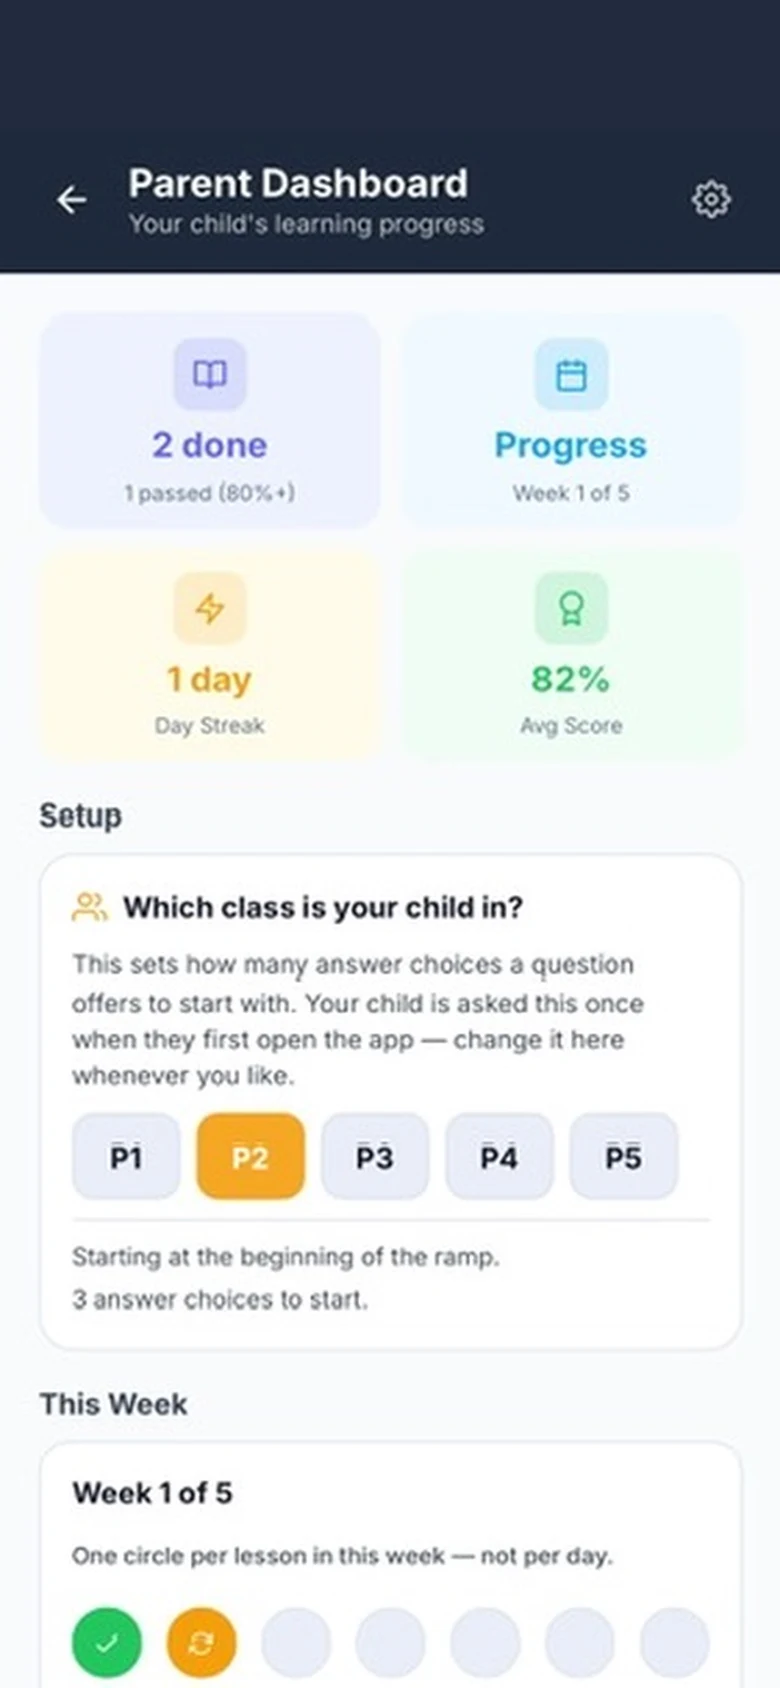 Parent Dashboard
Your child's learning progress
2 done
1 passed (80%+)
Progress
Week 1 of 5
1 day
Day Streak
82%
Avg Score
Setup
Which class is your child in?
This sets how many answer choices a question
offers to start with. Your child is asked this once
when they first open the app — change it here
whenever you like.
P1
P2
P3
P4
P5
Starting at the beginning of the ramp.
3 answer choices to start.
This Week
Week 1 of 5
One circle per lesson in this week — not per day.